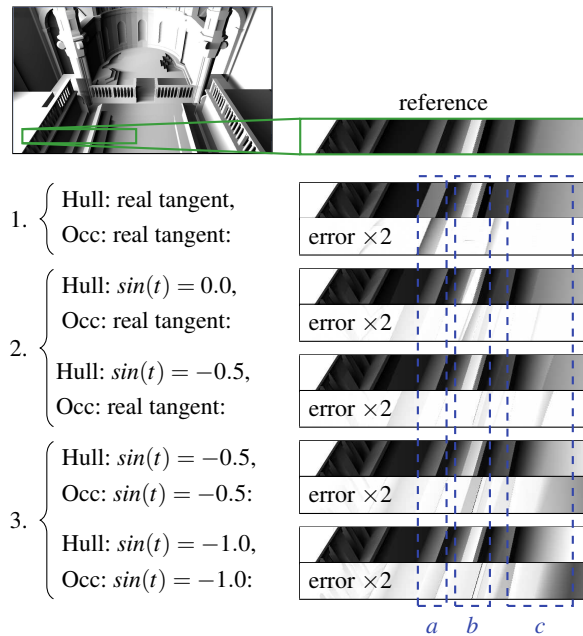 reference
1.
Hull: real tangent,
Occ: real tangent:
error ×2
2.
Hull: sin(t) = 0.0,
Occ: real tangent:
error ×2
Hull: sin(t) = −0.5,
Occ: real tangent:
error ×2
3.
Hull: sin(t) = −0.5,
Occ: sin(t) = −0.5:
error ×2
Hull: sin(t) = −1.0,
Occ: sin(t) = −1.0:
error ×2
a b c